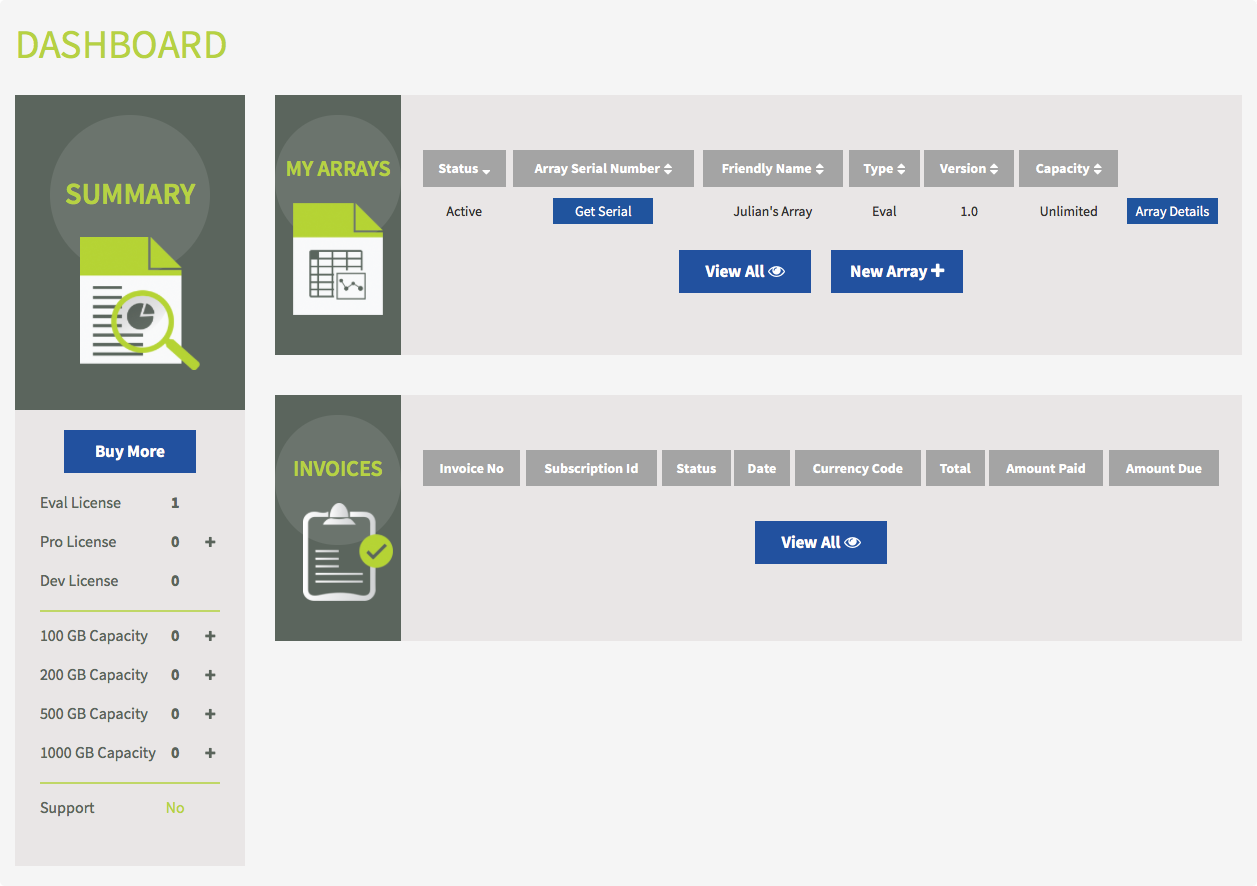 DASHBOARD
SUMMARY
Buy More
Eval License 1
Pro License 0 +
Dev License 0
100 GB Capacity 0 +
200 GB Capacity 0 +
500 GB Capacity 0 +
1000 GB Capacity 0 +
Support No
MY ARRAYS
Status Array Serial Number Friendly Name Type Version Capacity
Active Get Serial Julian's Array Eval 1.0 Unlimited Array Details
View All New Array +
INVOICES
Invoice No Subscription Id Status Date Currency Code Total Amount Paid Amount Due
View All